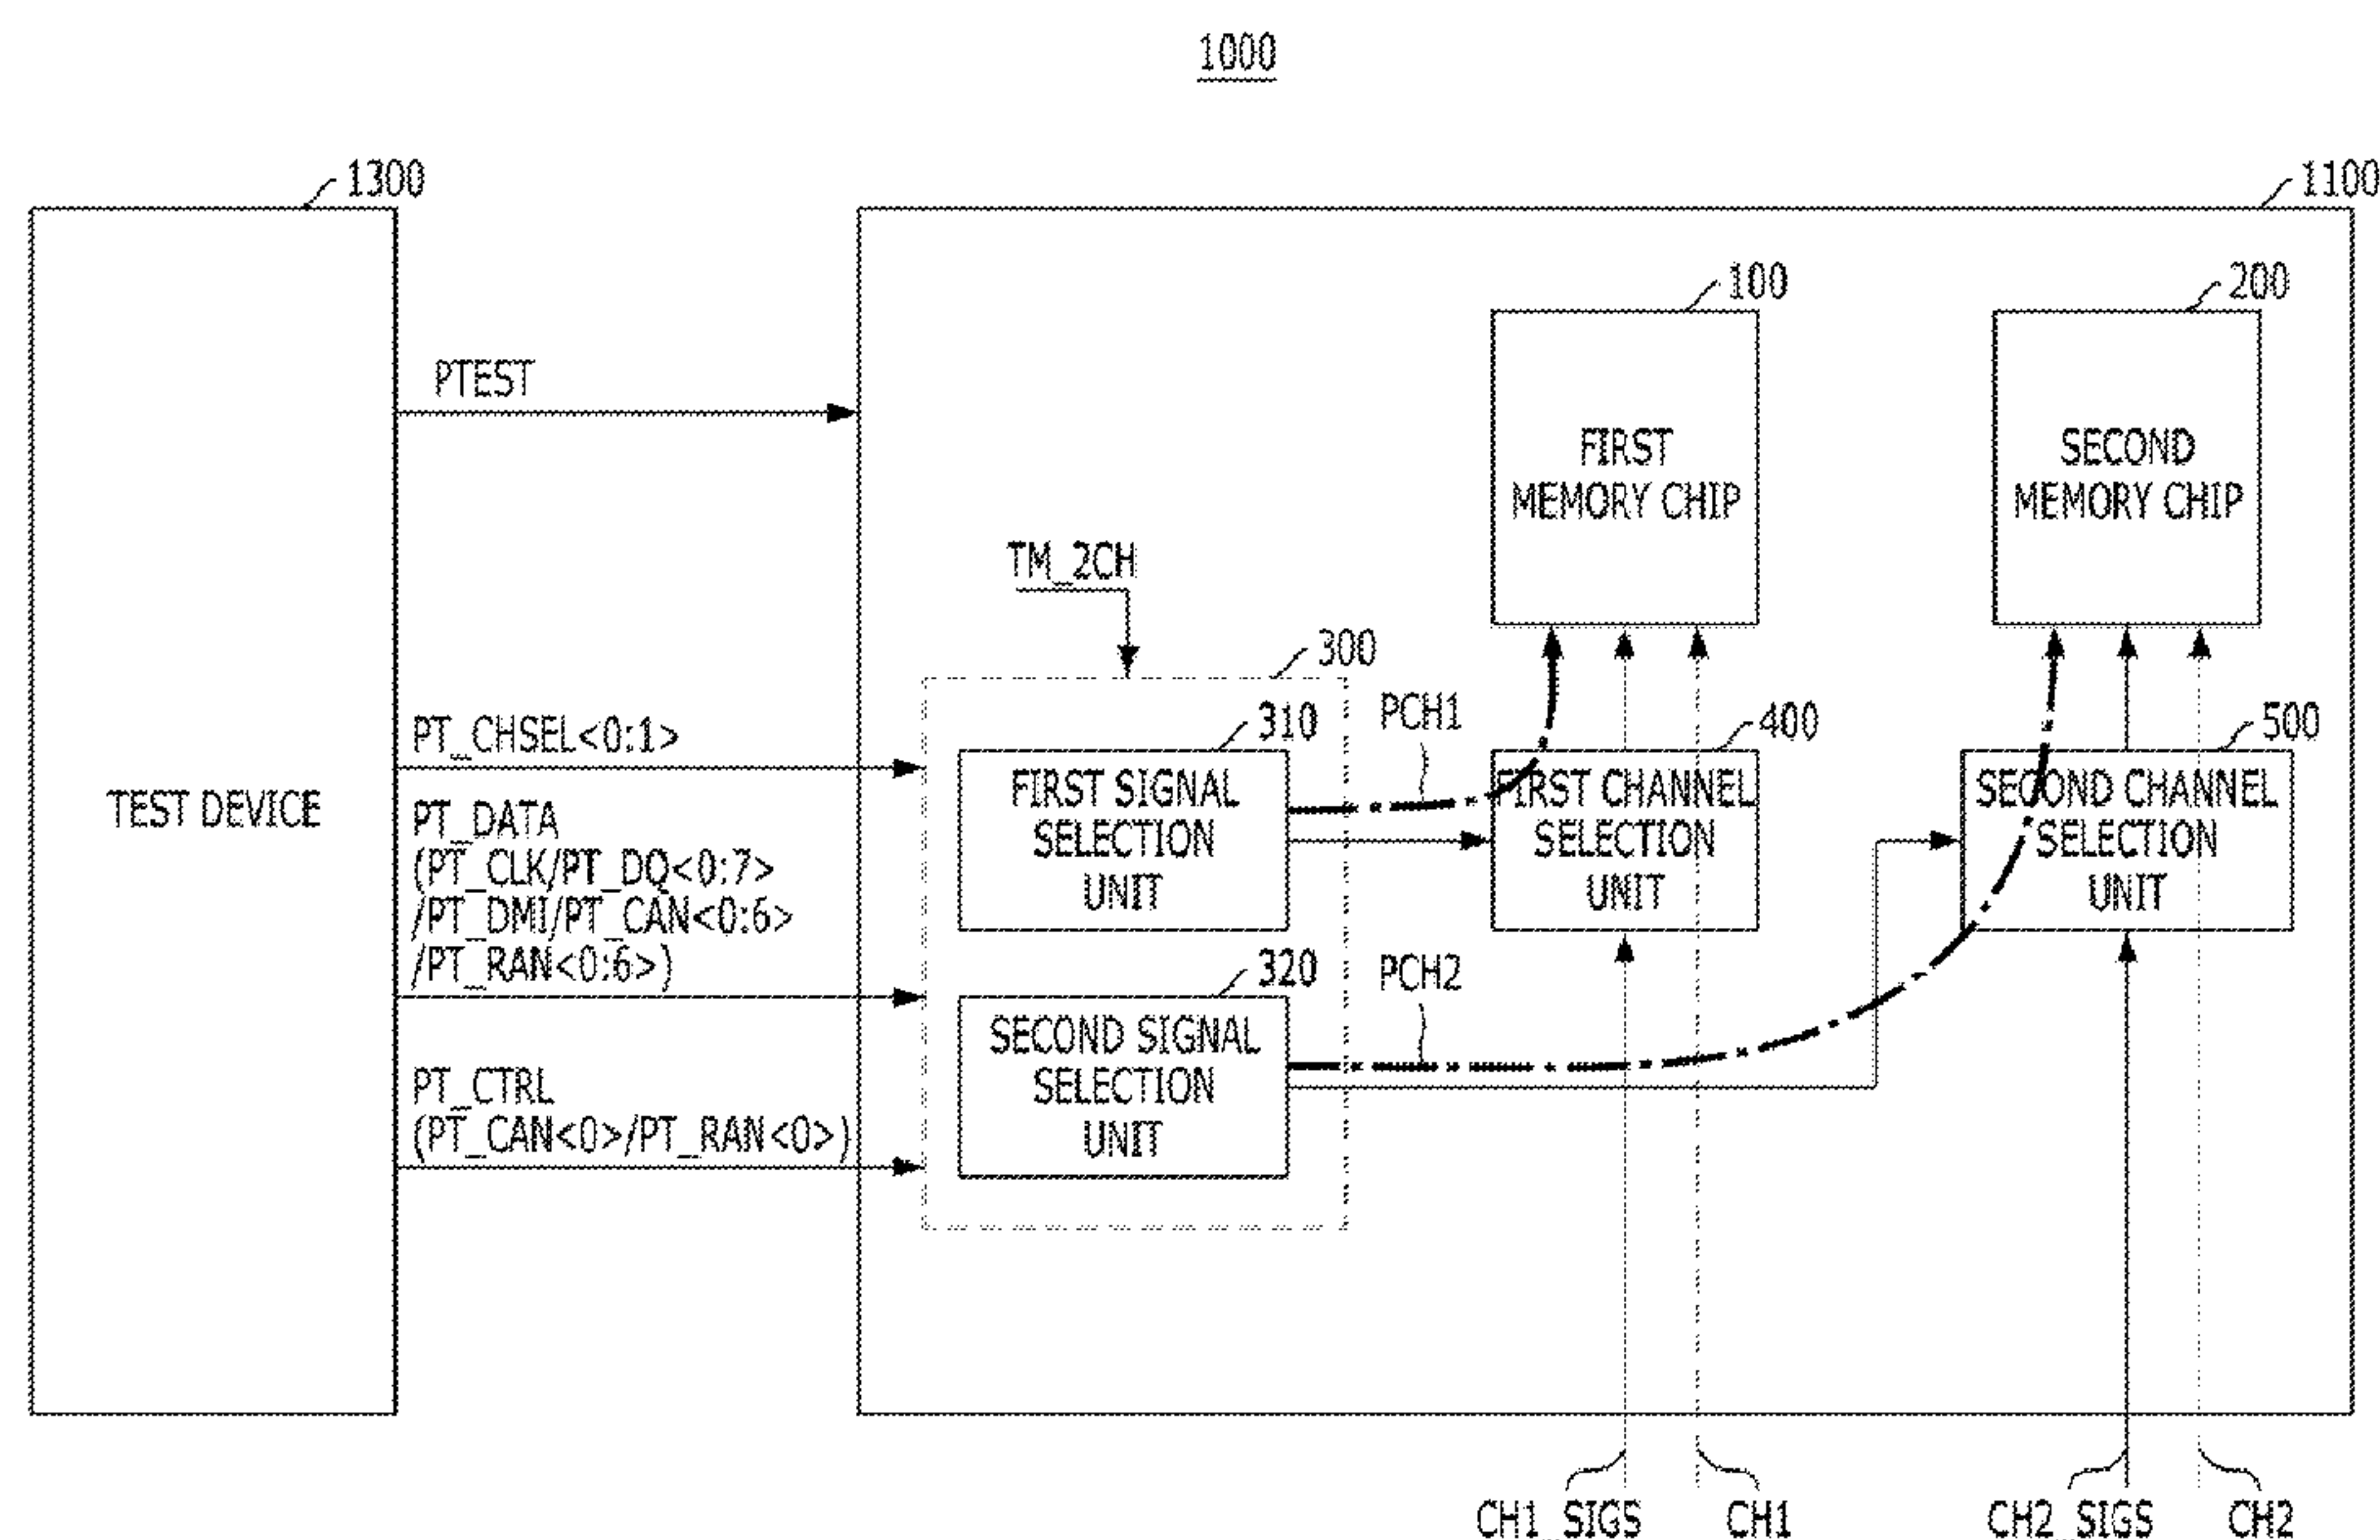 1000
1300
1100
100
200
PTEST
FIRST
MEMORY CHIP
SECOND
MEMORY CHIP
TM_2CH
300
PT_CHSEL<0:1>
310
PCH1
400
500
TEST DEVICE
PT_DATA
(PT_CLK/PT_DQ<0:7>
/PT_DMI/PT_CAN<0:6>
/PT_RAN<0:6>)
FIRST SIGNAL
SELECTION
UNIT
FIRST CHANNEL
SELECTION
UNIT
SECOND CHANNEL
SELECTION
UNIT
320
PCH2
PT_CTRL
(PT_CAN<0>/PT_RAN<0>)
SECOND SIGNAL
SELECTION
UNIT
CH1_SIGS
CH1
CH2_SIGS
CH2